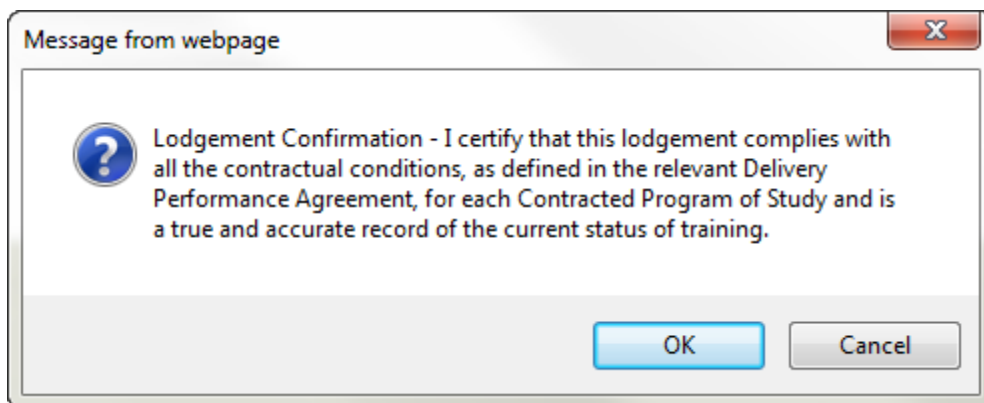 Message from webpage
Lodgement Confirmation - I certify that this lodgement complies with
all the contractual conditions, as defined in the relevant Delivery
Performance Agreement, for each Contracted Program of Study and is
a true and accurate record of the current status of training.
OK
Cancel